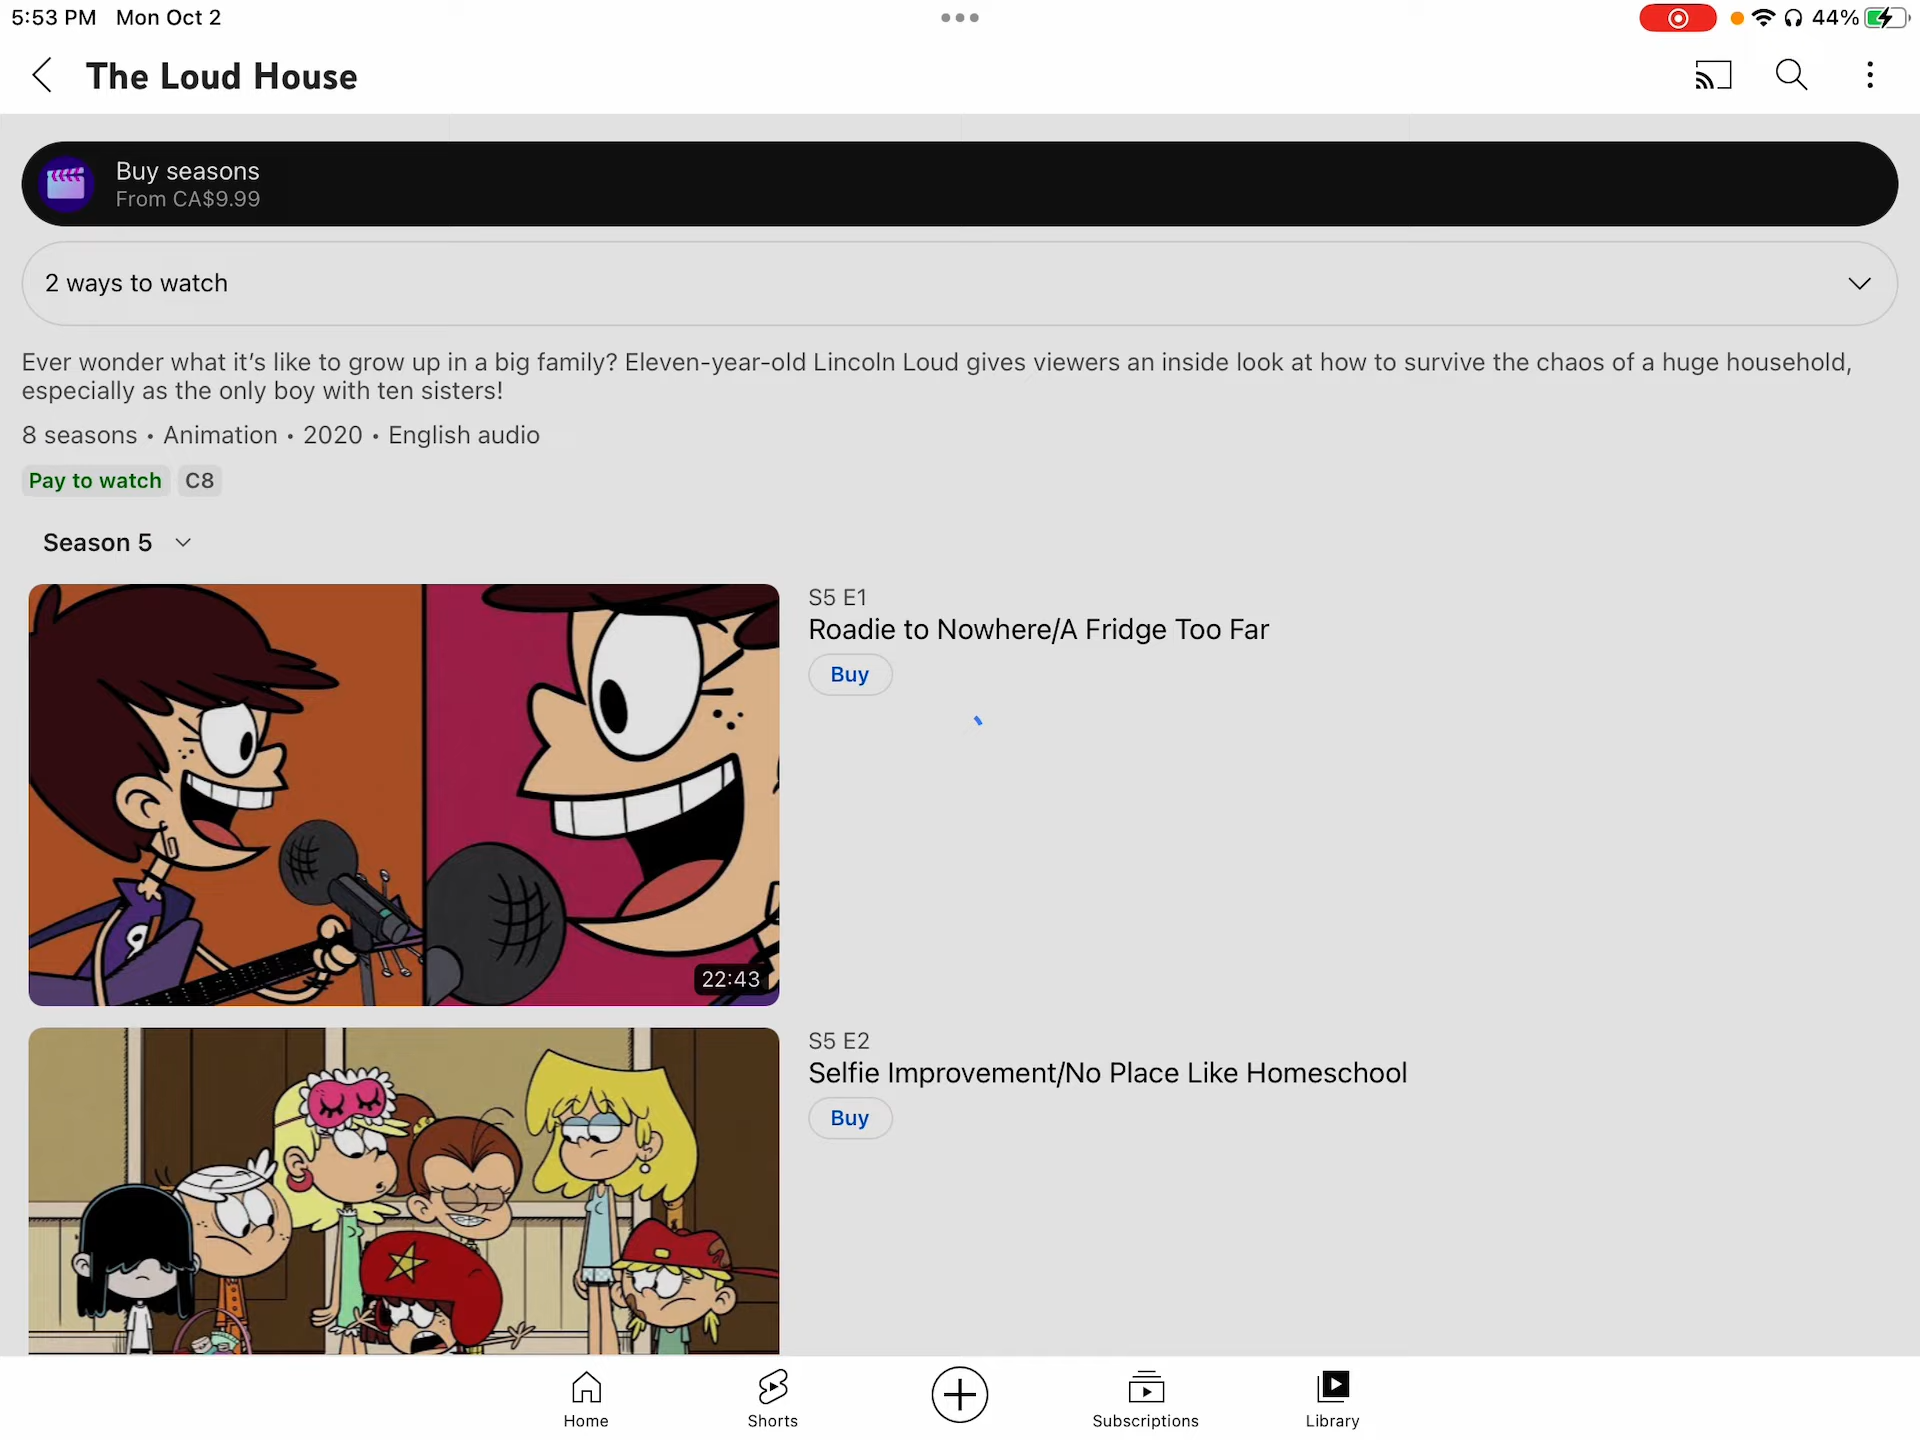 5:53 PM Mon Oct 2
44%
The Loud House
Buy seasons
From CA$9.99
2 ways to watch
Ever wonder what it’s like to grow up in a big family? Eleven-year-old Lincoln Loud gives viewers an inside look at how to survive the chaos of a huge household,
especially as the only boy with ten sisters!
8 seasons • Animation • 2020 • English audio
Pay to watch C8
Season 5
S5 E1
Roadie to Nowhere/A Fridge Too Far
Buy
22:43
S5 E2
Selfie Improvement/No Place Like Homeschool
Buy
Home
Shorts
Subscriptions
Library